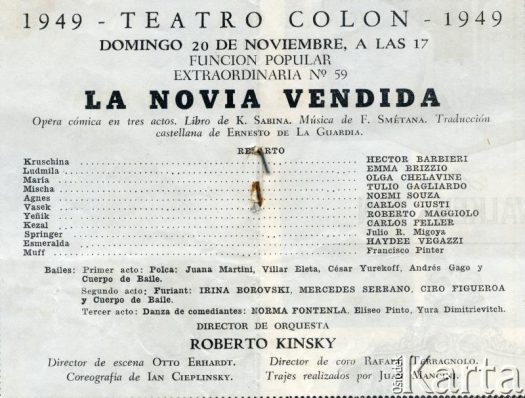 1949 - TEATRO COLON - 1949
DOMINGO 20 DE NOVIEMBRE, A LAS 17
FUNCION POPULAR
EXTRAORDINARIA Nº 59
LA NOVIA VENDIDA
Opera cómica en tres actos. Libro de K. SABINA. Música de F. SMÉTANA. Traducción
castellana de ERNESTO DE LA GUARDIA.
REPARTO
Kruschina HECTOR BARBIERI
Ludmila EMMA BRIZZIO
María OLGA CHELAVINE
Mischa TULIO GAGLIARDO
Agnes NOEMI SOUZA
Vasek CARLOS GIUSTI
Yeñik ROBERTO MAGGIOLO
Kezal CARLOS FELLER
Springer Julio R. Migoya
Esmeralda HAYDEE VEGAZZI
Muff Francisco Pinter
Bailes: Primer acto: Polca: Juana Martini, Villar Eleta, César Yurekoff, Andrés Gago y
Cuerpo de Baile.
Segundo acto: Furiant: IRINA BOROVSKI, MERCEDES SERRANO, CIRO FIGUEROA
y Cuerpo de Baile.
Tercer acto: Danza de comediantes: NORMA FONTENLA, Eliseo Pinto, Yura Dimitrievitch.
DIRECTOR DE ORQUESTA
ROBERTO KINSKY
Director de escena OTTO ERHARDT. Director de coro RAFAEL TERRAGNOLO.
Coreografía de IAN CIEPLINSKY. Trajes realizados por JUAN MANCINI.
OŚRODEK Karta